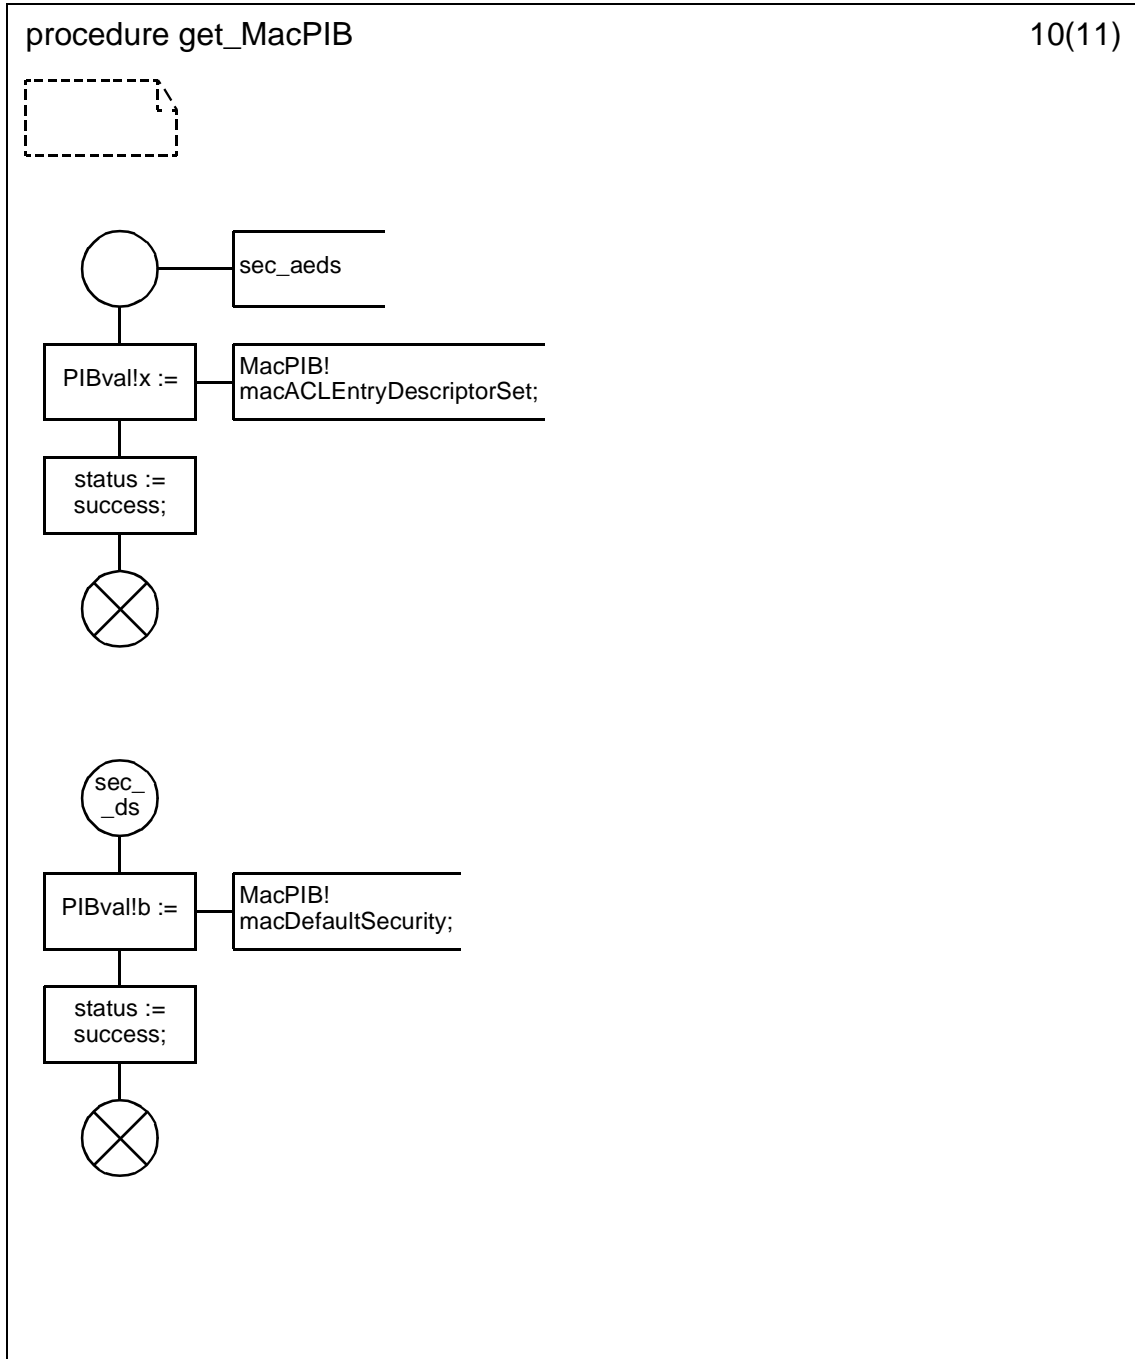 procedure get_MacPIB
10(11)
sec_aeds
PIBval!x :=
MacPIB!
macACLEntryDescriptorSet;
status :=
success;
sec_
_ds
PIBval!b :=
MacPIB!
macDefaultSecurity;
status :=
success;